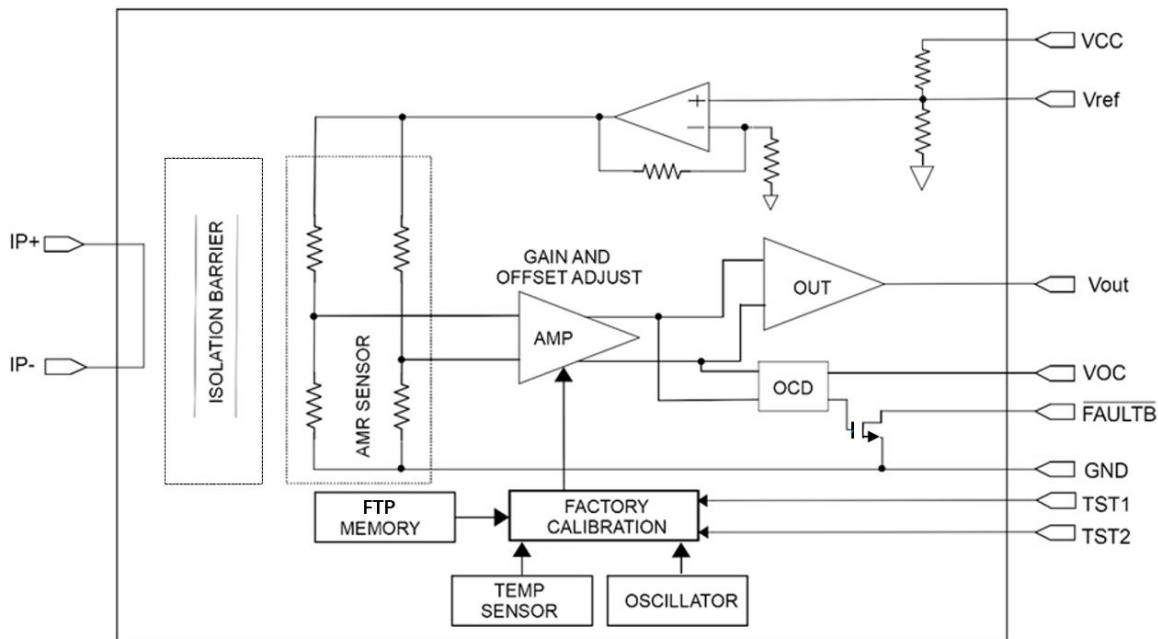 VCC
Vref
+
−
IP+
IP-
ISOLATION BARRIER
AMR SENSOR
GAIN AND
OFFSET ADJUST
AMP
OUT
Vout
OCD
VOC
FAULTB
GND
TST1
TST2
FTP
MEMORY
FACTORY
CALIBRATION
TEMP
SENSOR
OSCILLATOR